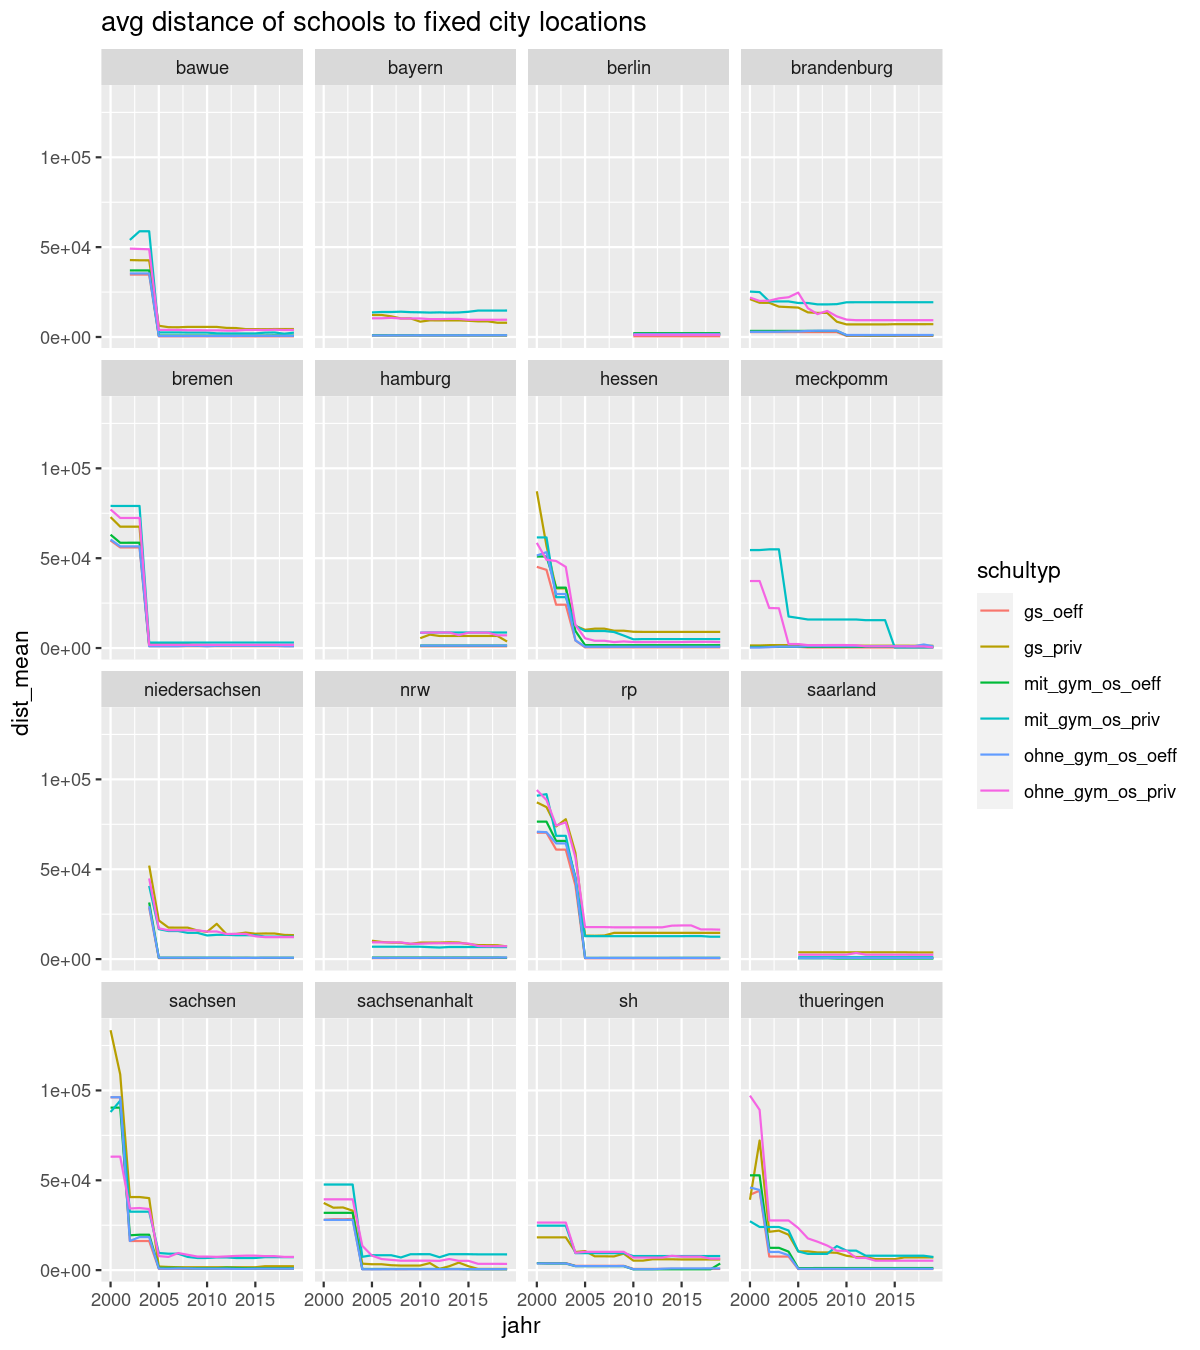 avg distance of schools to fixed city locations
bawue
bayern
berlin
brandenburg
1e+05
5e+04
0e+00
bremen
hamburg
hessen
meckpomm
1e+05
5e+04
0e+00
niedersachsen
nrw
rp
saarland
1e+05
5e+04
0e+00
sachsen
sachsenanhalt
sh
thueringen
1e+05
5e+04
0e+00
2000 2005 2010 2015
2000 2005 2010 2015
2000 2005 2010 2015
2000 2005 2010 2015
jahr
dist_mean
schultyp
gs_oeff
gs_priv
mit_gym_os_oeff
mit_gym_os_priv
ohne_gym_os_oeff
ohne_gym_os_priv